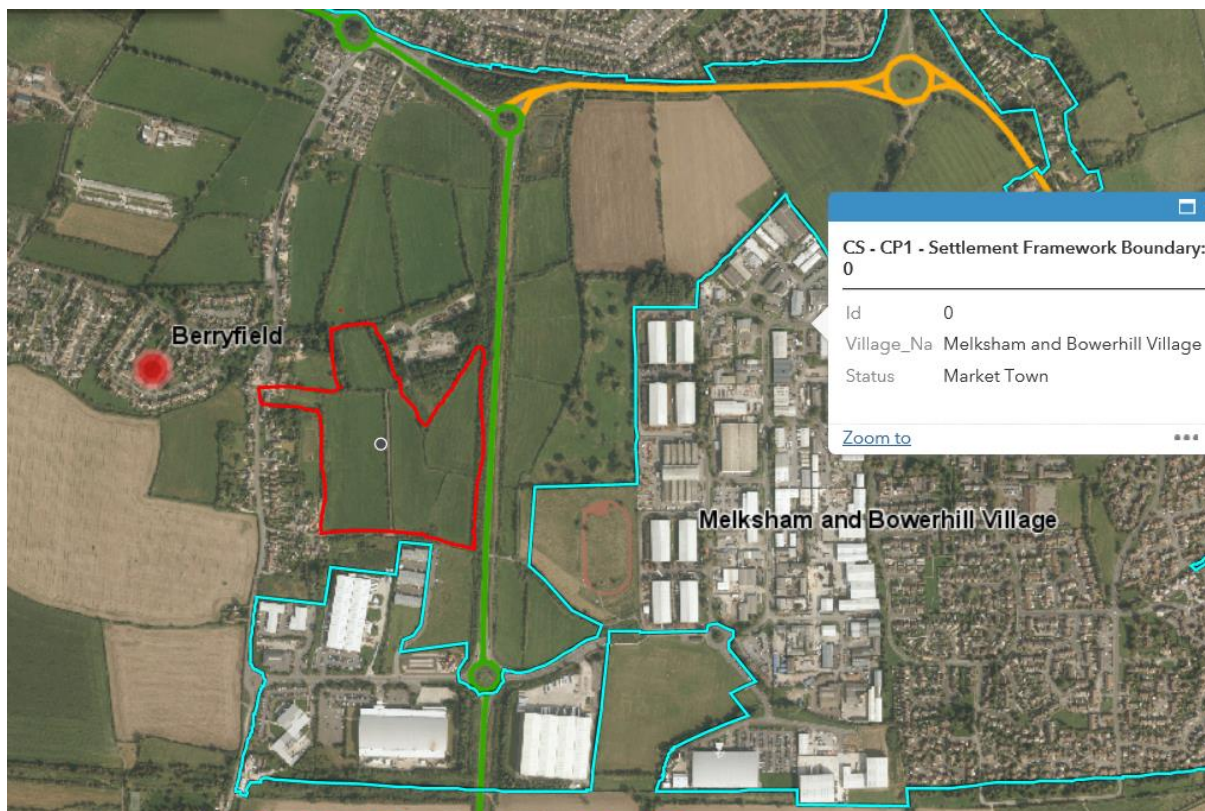 CS - CP1 - Settlement Framework Boundary:
0
Id 0
Village_Na Melksham and Bowerhill Village
Status Market Town
Zoom to
Berryfield
Melksham and Bowerhill Village